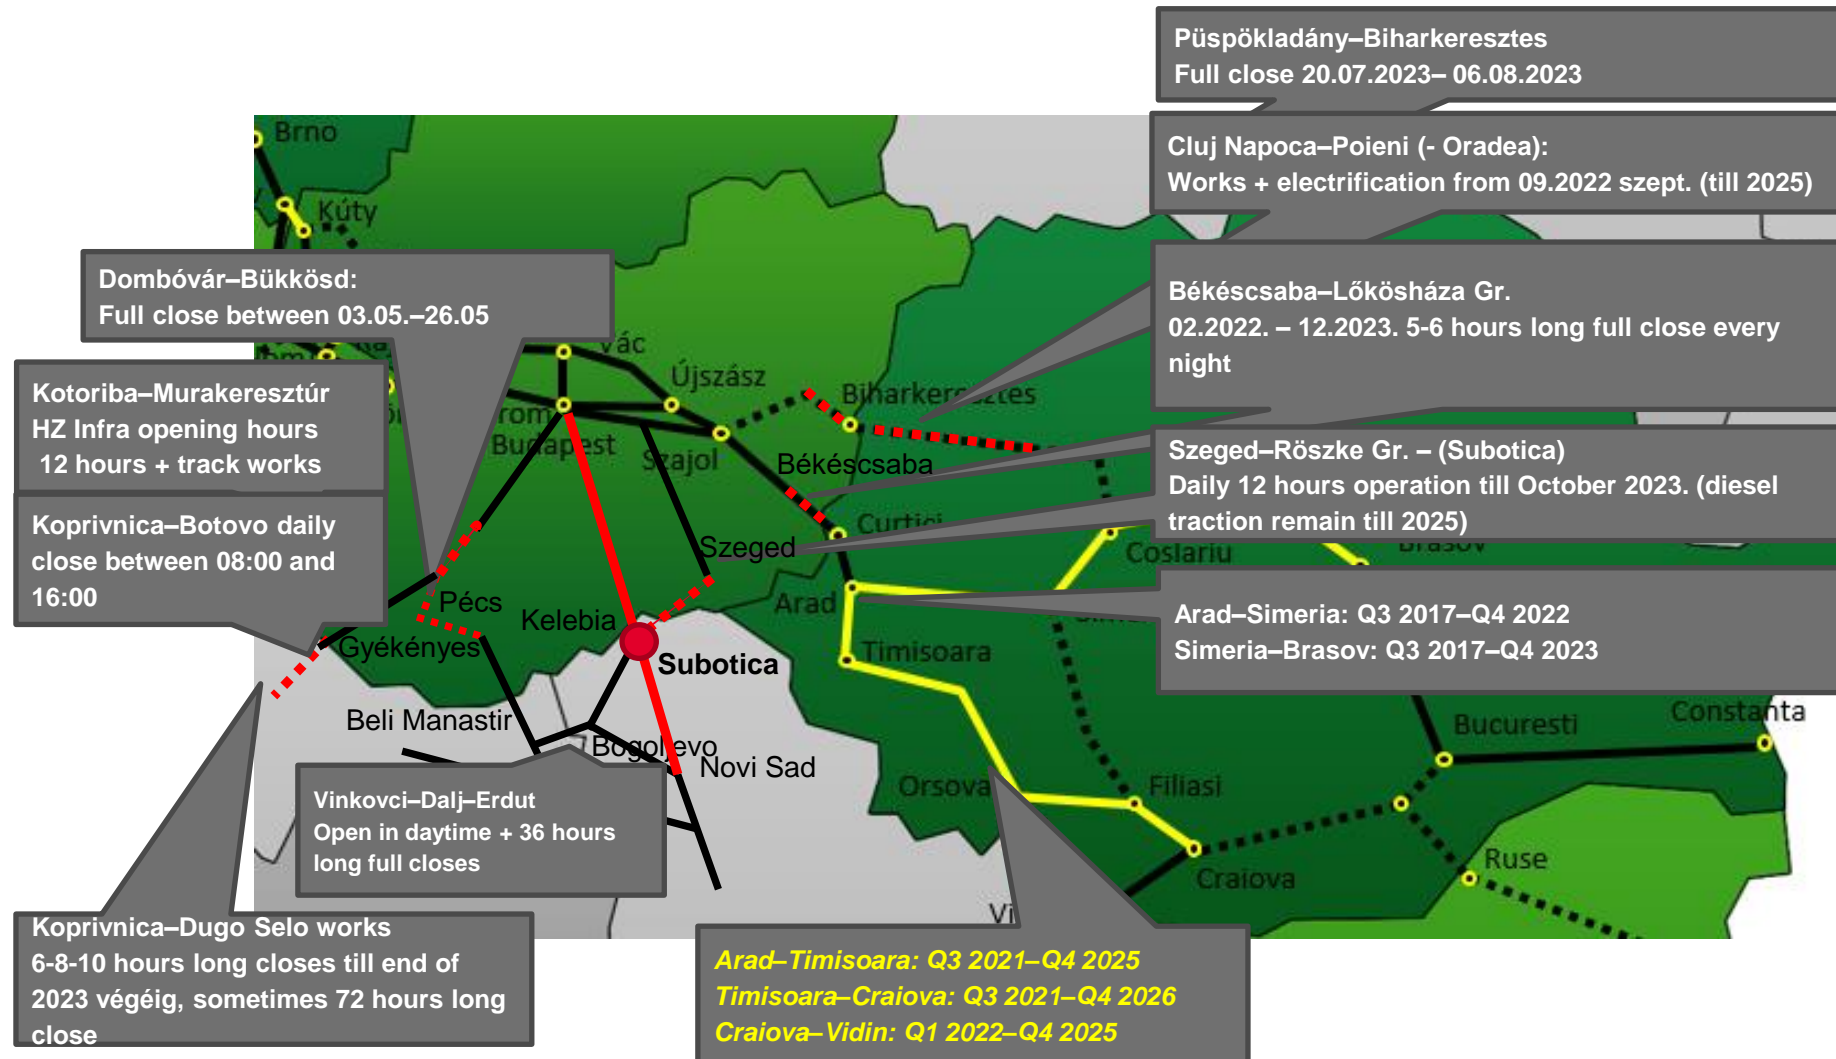 Püspökladány–Biharkeresztes
Full close 20.07.2023– 06.08.2023
Cluj Napoca–Poieni (- Oradea):
Works + electrification from 09.2022 szept. (till 2025)
Békéscsaba–Lőkösháza Gr.
02.2022. – 12.2023. 5-6 hours long full close every
night
Szeged–Röszke Gr. – (Subotica)
Daily 12 hours operation till October 2023. (diesel
traction remain till 2025)
Arad–Simeria: Q3 2017–Q4 2022
Simeria–Brasov: Q3 2017–Q4 2023
Dombóvár–Bükkösd:
Full close between 03.05.–26.05
Kotoriba–Murakeresztúr
HZ Infra opening hours
12 hours + track works
Koprivnica–Botovo daily
close between 08:00 and
16:00
Vinkovci–Dalj–Erdut
Open in daytime + 36 hours
long full closes
Koprivnica–Dugo Selo works
6-8-10 hours long closes till end of
2023 végéig, sometimes 72 hours long
close
Arad–Timisoara: Q3 2021–Q4 2025
Timisoara–Craiova: Q3 2021–Q4 2026
Craiova–Vidin: Q1 2022–Q4 2025
Brno
Kúty
Vác
Újszász
rom
Budapest
Szajol
Biharkeresztes
Békéscsaba
Curtici
Szeged
Coslariu
Brasov
Arad
Pécs
Kelebia
Gyékényes
Subotica
Timisoara
Beli Manastir
Bogojevo
Novi Sad
Orsova
Filiasi
Bucuresti
Constanta
Craiova
Ruse